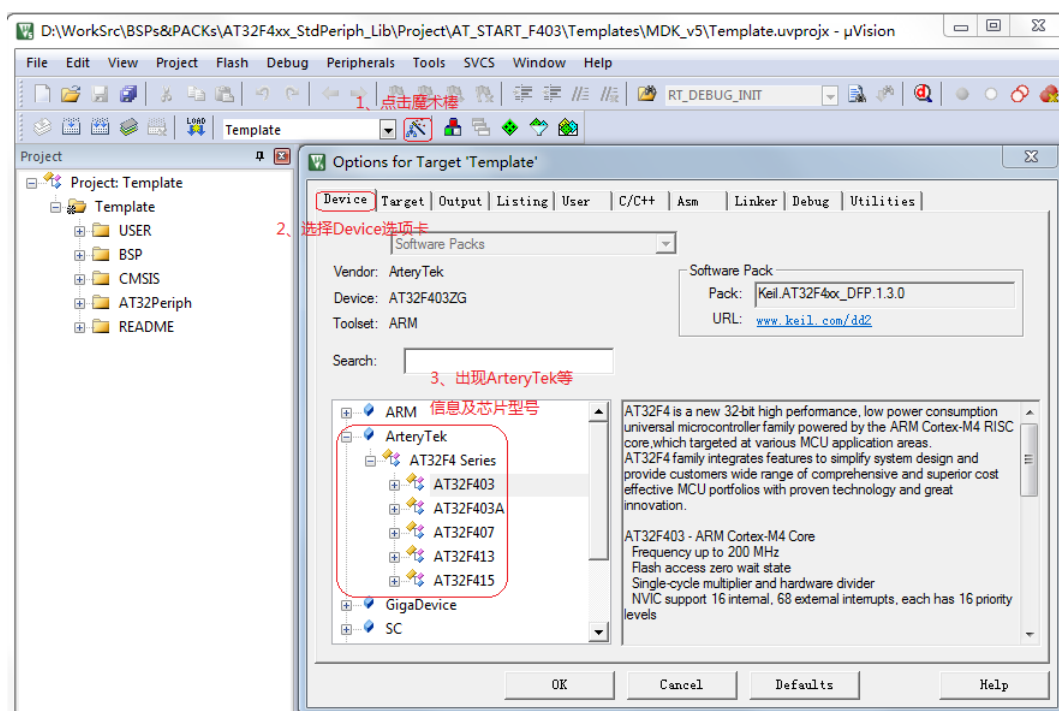 D:\WorkSrc\BSPs&PACKs\AT32F4xx_StdPeriph_Lib\Project\AT_START_F403\Templates\MDK_v5\Template.uvprojx - µVision
File Edit View Project Flash Debug Peripherals Tools SVCS Window Help
1、点击魔术棒
RT_DEBUG_INIT
LOAD
Template
Project
Project: Template
Template
USER
BSP
CMSIS
AT32Periph
README
Options for Target 'Template'
Device Target Output Listing User C/C++ Asm Linker Debug Utilities
2、选择Device选项卡
Software Packs
Vendor: ArteryTek
Device: AT32F403ZG
Toolset: ARM
Software Pack
Pack: Keil.AT32F4xx_DFP.1.3.0
URL: www.keil.com/dd2
Search:
3、出现ArteryTek等
信息及芯片型号
ARM
ArteryTek
AT32F4 Series
AT32F403
AT32F403A
AT32F407
AT32F413
AT32F415
GigaDevice
SC
AT32F4 is a new 32-bit high peformance, low power consumption
universal microcontroller family powered by the ARM Cortex-M4 RISC
core,which targeted at various MCU application areas.
AT32F4 family integrates features to simplify system design and
provide customers wide range of comprehensive and superior cost
effective MCU portfolios with proven technology and great
innovation.
AT32F403 - ARM Cortex-M4 Core
Frequency up to 200 MHz
Flash access zero wait state
Single-cycle multiplier and hardware divider
NVIC support 16 internal, 68 external interrupts, each has 16 priority
levels
OK Cancel Defaults Help